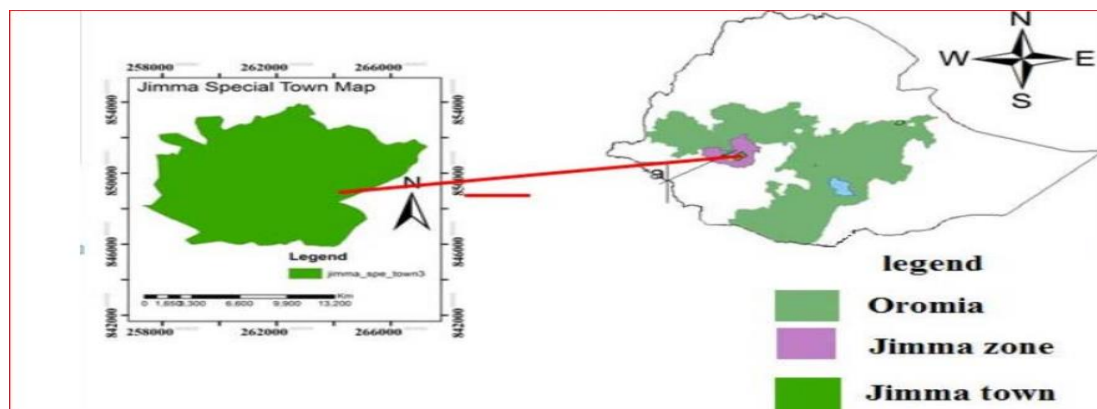 258000 262000 266000
Jimma Special Town Map
854000
850000
846000
842000
N
Legend
jimma_spe_town3
Km
0 1,650 3,300 6,600 9,900 13,200
258000 262000 266000
854000
850000
846000
842000
N
W E
S
a
legend
Oromia
Jimma zone
Jimma town